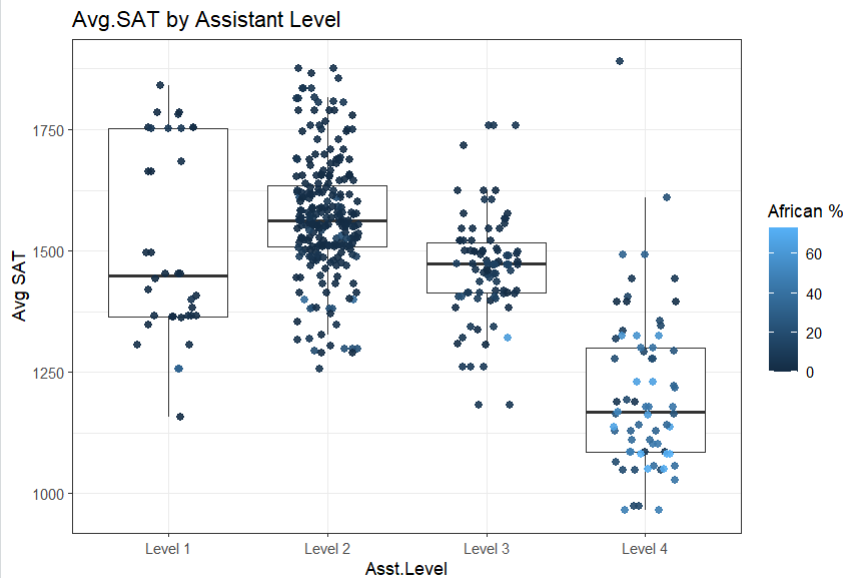 Avg.SAT by Assistant Level
Avg SAT
1750
1500
1250
1000
Level 1
Level 2
Level 3
Level 4
Asst.Level
African %
60
40
20
0